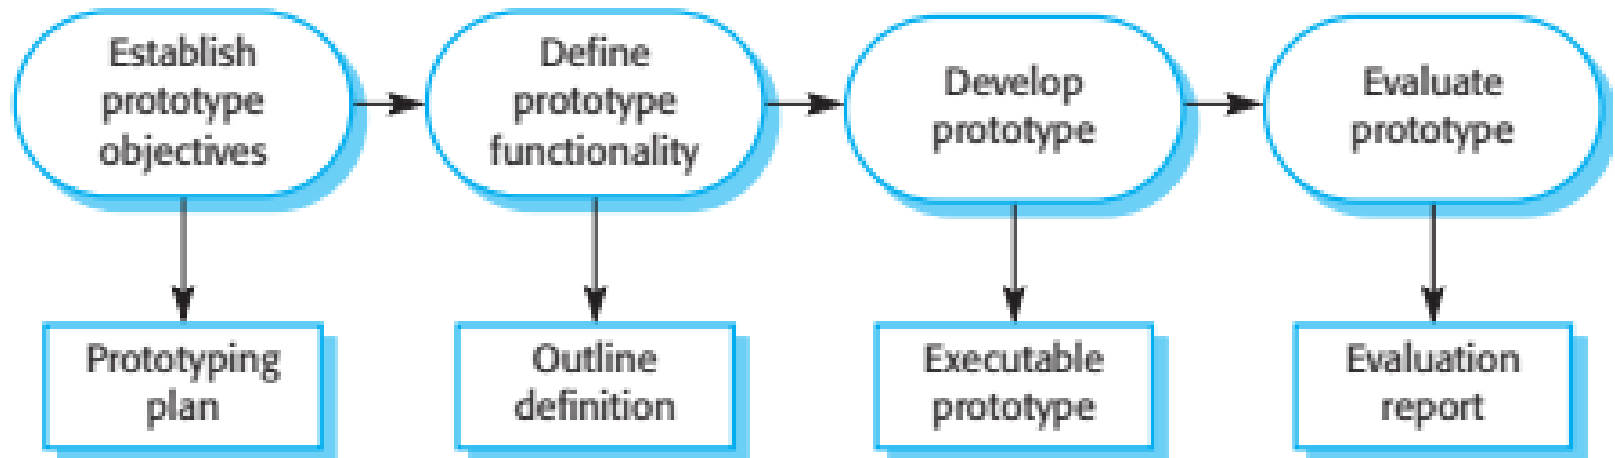 Establish
prototype
objectives
Define
prototype
functionality
Develop
prototype
Evaluate
prototype
Prototyping
plan
Outline
definition
Executable
prototype
Evaluation
report